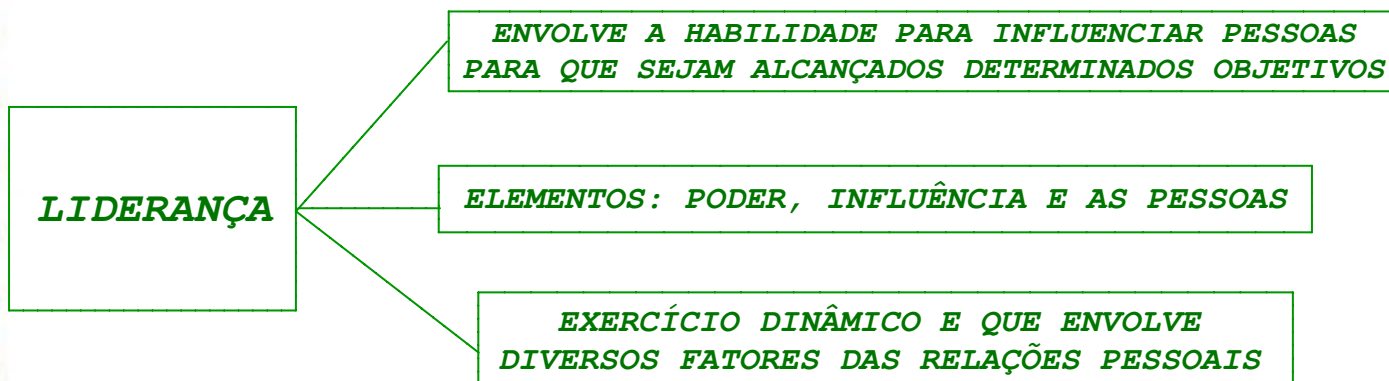 ENVOLVE A HABILIDADE PARA INFLUENCIAR PESSOAS
PARA QUE SEJAM ALCANÇADOS DETERMINADOS OBJETIVOS
LIDERANÇA
ELEMENTOS: PODER, INFLUÊNCIA E AS PESSOAS
EXERCÍCIO DINÂMICO E QUE ENVOLVE
DIVERSOS FATORES DAS RELAÇÕES PESSOAIS